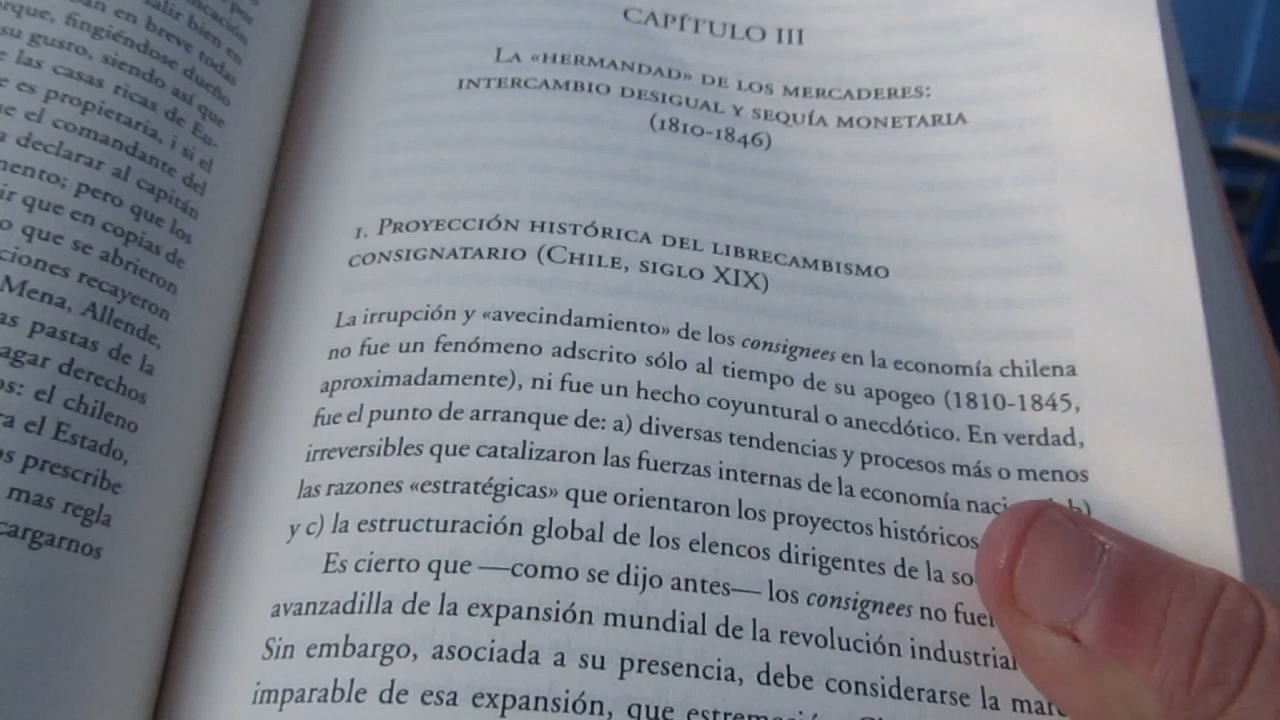 por
ficación
salir bien en
en breve todas
rque, fingiéndose dueño
su gusto, siendo así que
las casas ricas de Eu-
e es propietaria, i si el
ue el comandante del
a declarar al capitán
mento; pero que los
ir que en copias de
o que se abrieron
ciones recayeron
Mena, Allende,
as pastas de la
agar derechos
os: el chileno
ra el Estado,
os prescribe
mas regla
cargarnos
CAPÍTULO III
LA «HERMANDAD» DE LOS MERCADERES:
INTERCAMBIO DESIGUAL Y SEQUÍA MONETARIA
(1810-1846)
1. PROYECCIÓN HISTÓRICA DEL LIBRECAMBISMO
CONSIGNATARIO (CHILE, SIGLO XIX)
La irrupción y «avecindamiento» de los consignees en la economía chilena
no fue un fenómeno adscrito sólo al tiempo de su apogeo (1810-1845,
aproximadamente), ni fue un hecho coyuntural o anecdótico. En verdad,
fue el punto de arranque de: a) diversas tendencias y procesos más o menos
irreversibles que catalizaron las fuerzas internas de la economía naci b)
las razones «estratégicas» que orientaron los proyectos históricos
y c) la estructuración global de los elencos dirigentes de la so
Es cierto que —como se dijo antes— los consignees no fue
avanzadilla de la expansión mundial de la revolución industrial
Sin embargo, asociada a su presencia, debe considerarse la mar
imparable de esa expansión, que